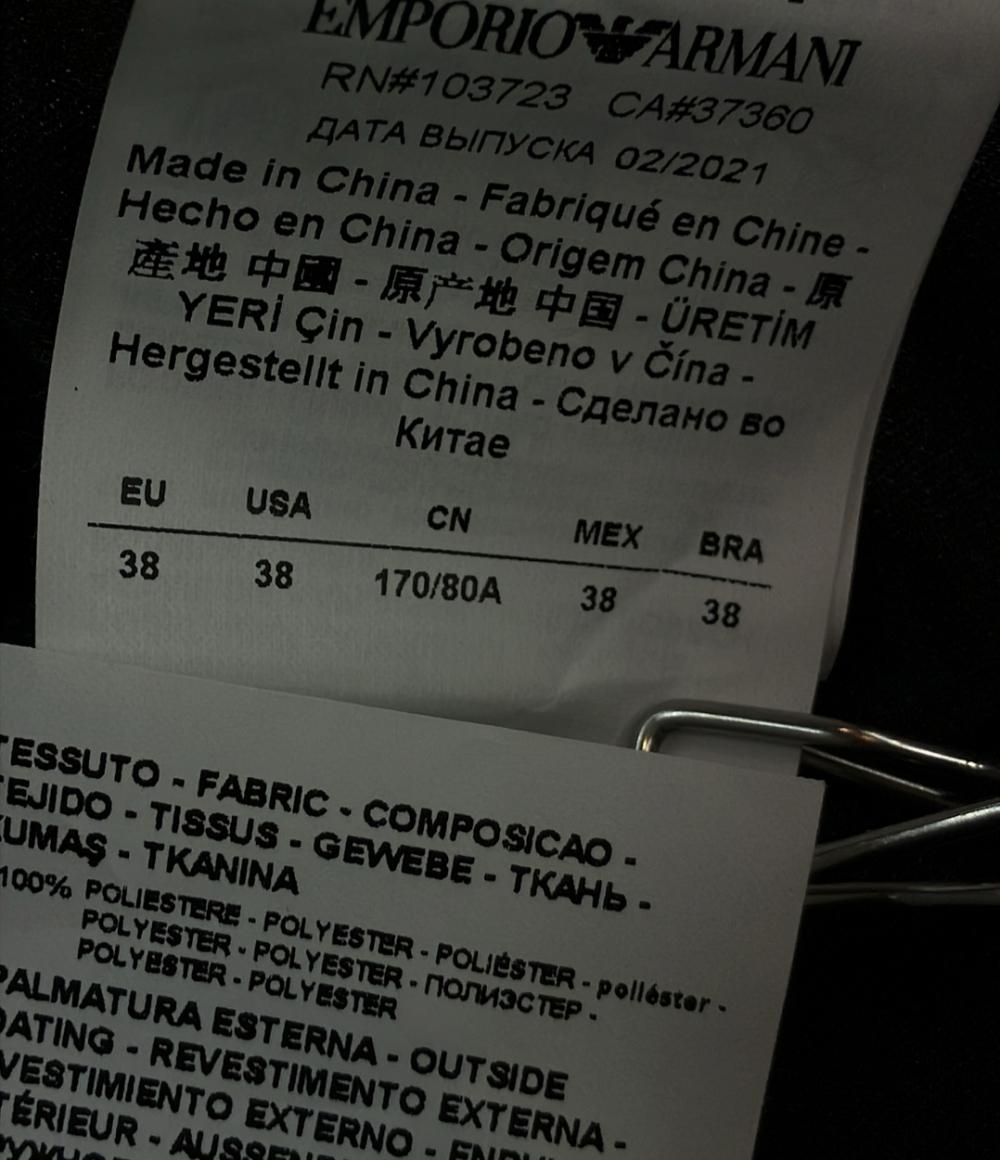 EMPORIO ARMANI
RN#103723 CA#37360
ДАТА ВЫПУСКА 02/2021
Made in China - Fabriqué en Chine -
Hecho en China - Origem China - 原
產地 中國 - 原产地 中国 - ÜRETİM
YERİ Çin - Vyrobeno v Čína -
Hergestellt in China - Сделано во
Китае
EU USA CN MEX BRA
38 38 170/80A 38 38
TESSUTO - FABRIC - COMPOSICAO -
TEJIDO - TISSUS - GEWEBE - ТКАНЬ -
KUMAŞ - TKANINA
100% POLIESTERE - POLYESTER - POLIÉSTER - poliéster -
POLYESTER - POLYESTER - ПОЛИЭСТЕР -
POLYESTER - POLYESTER
PALMATURA ESTERNA - OUTSIDE
OATING - REVESTIMENTO EXTERNA -
VESTIMIENTO EXTERNO -
TÉRIEUR -